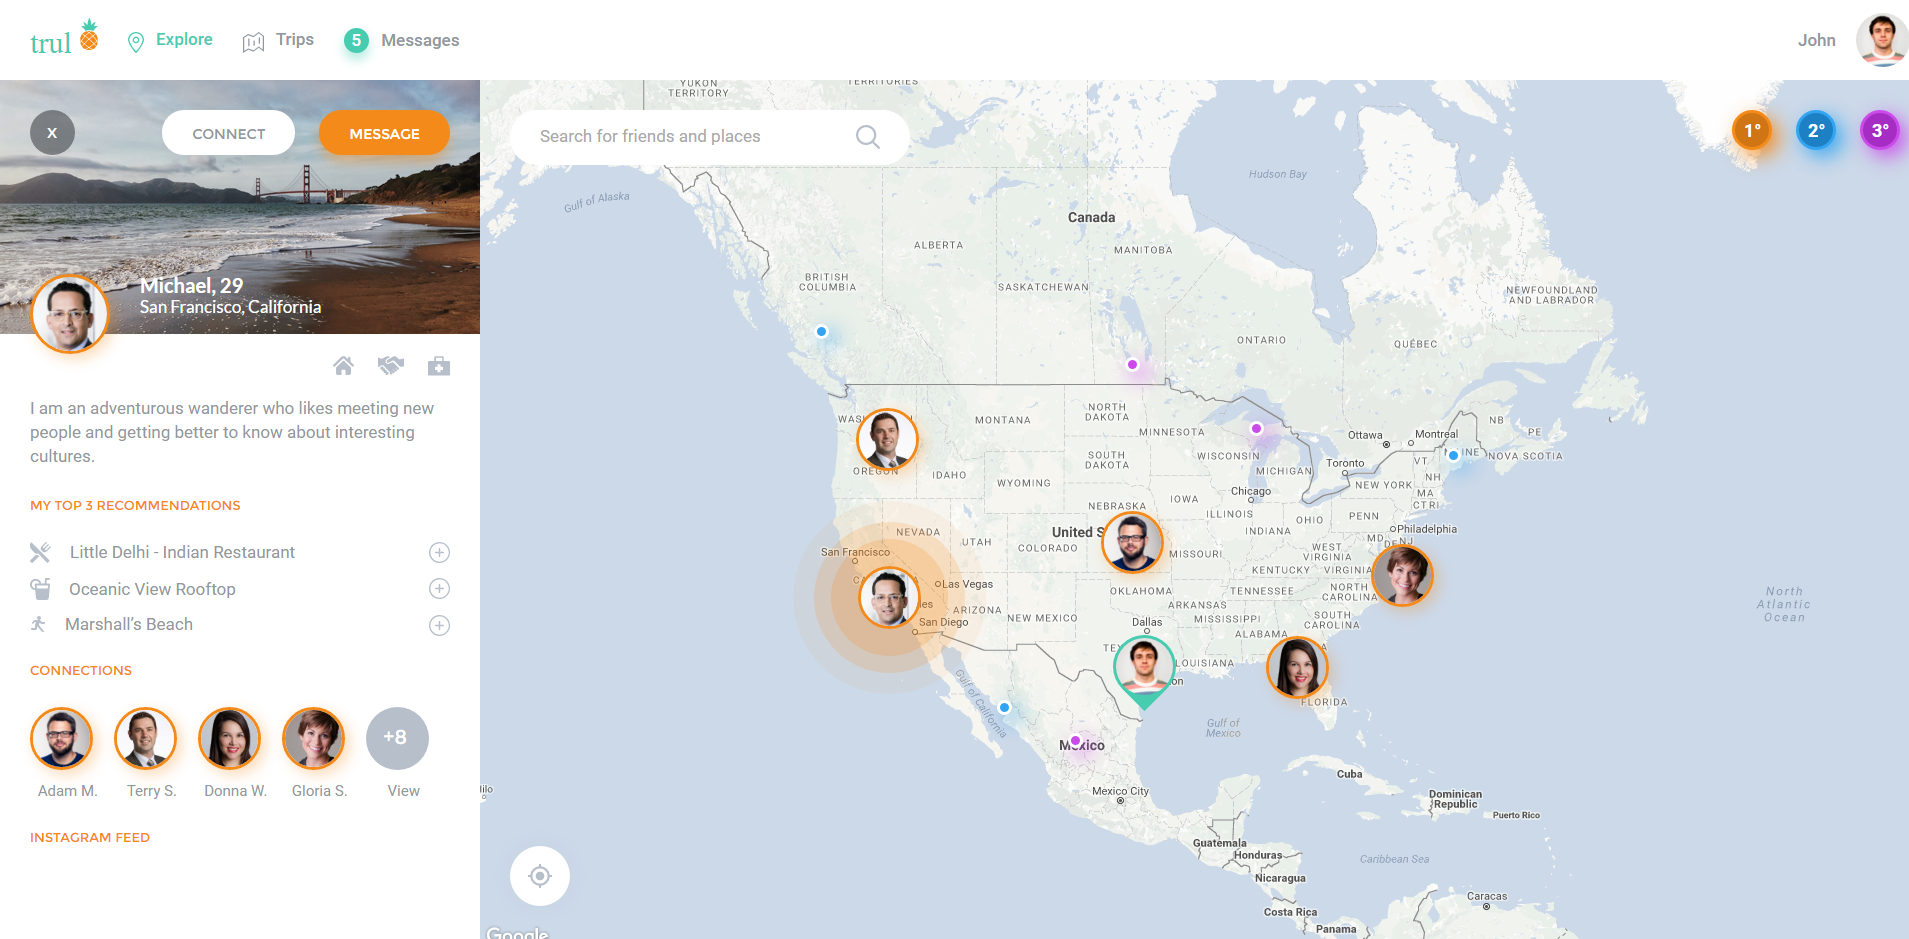 trul
Explore
Trips
5
Messages
John
X
CONNECT
MESSAGE
Michael, 29
San Francisco, California
I am an adventurous wanderer who likes meeting new
people and getting better to know about interesting
cultures.
MY TOP 3 RECOMMENDATIONS
Little Delhi - Indian Restaurant
Oceanic View Rooftop
Marshall's Beach
CONNECTIONS
+8
Adam M.
Terry S.
Donna W.
Gloria S.
View
INSTAGRAM FEED
Search for friends and places
1°
2°
3°
YUKON
TERRITORY
TERRITORIES
Gulf of Alaska
Hudson Bay
Canada
ALBERTA
MANITOBA
BRITISH
COLUMBIA
SASKATCHEWAN
NEWFOUNDLAND
AND LABRADOR
ONTARIO
QUÉBEC
MONTANA
NORTH
DAKOTA
MINNESOTA
Ottawa
Montreal
NB
PE
NOVA SCOTIA
WISCONSIN
MICHIGAN
Toronto
VT
NH
MA
CT RI
NEW YORK
OREGON
IDAHO
SOUTH
DAKOTA
WYOMING
Chicago
IOWA
NEBRASKA
ILLINOIS
INDIANA
OHIO
PENN
Philadelphia
MD
DE
NJ
NEVADA
UTAH
United S
COLORADO
MISSOURI
WEST
VIRGINIA
KENTUCKY
VIRGINIA
San Francisco
Las Vegas
OKLAHOMA
TENNESSEE
NORTH
CAROLINA
ARIZONA
NEW MEXICO
ARKANSAS
MISSISSIPPI
SOUTH
CAROLINA
San Diego
Dallas
ALABAMA
LOUISIANA
FLORIDA
Gulf of California
Gulf of
Mexico
Mexico
Mexico City
Cuba
Dominican
Republic
Puerto Rico
Guatemala
Honduras
Nicaragua
Caribbean Sea
Costa Rica
Panama
Caracas
North
Atlantic
Ocean
Google